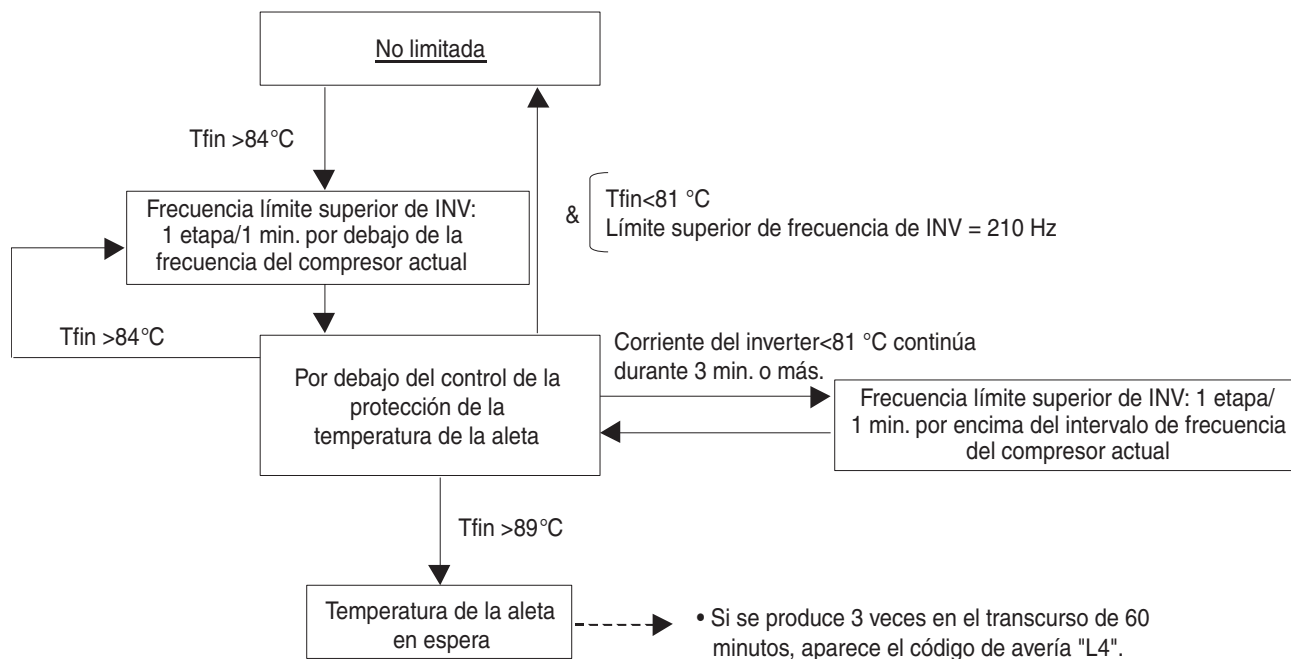 No limitada
Tfin >84°C
&
Tfin<81 °C
Límite superior de frecuencia de INV = 210 Hz
Frecuencia límite superior de INV:
1 etapa/1 min. por debajo de la
frecuencia del compresor actual
Tfin >84°C
Por debajo del control de la
protección de la
temperatura de la aleta
Corriente del inverter<81 °C continúa
durante 3 min. o más.
Frecuencia límite superior de INV: 1 etapa/
1 min. por encima del intervalo de frecuencia
del compresor actual
Tfin >89°C
Temperatura de la aleta
en espera
• Si se produce 3 veces en el transcurso de 60
minutos, aparece el código de avería "L4".